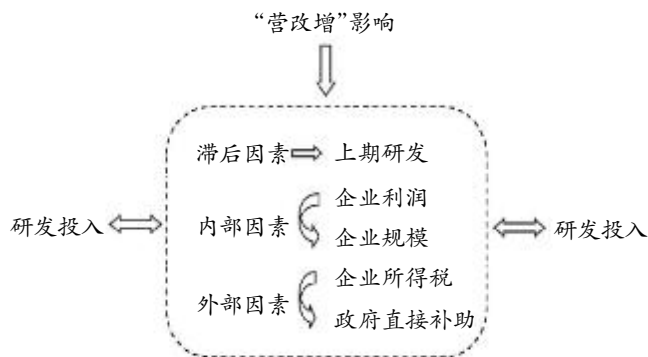 “营改增”影响
滞后因素 上期研发
企业利润
研发投入 内部因素 研发投入
企业规模
企业所得税
外部因素
政府直接补助